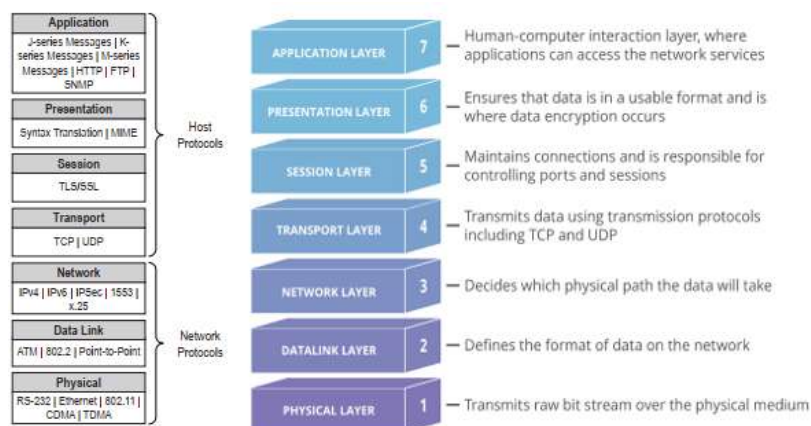 Application
J-series Messages | K-
series Messages | M-series
Messages | HTTP | FTP |
SNMP
Presentation
Syntax Translation | MIME
Session
TLS/SSL
Transport
TCP | UDP
Network
IPv4 | IPv6 | IPSec | 1553 |
x.25
Data Link
ATM | 802.2 | Point-to-Point
Physical
RS-232 | Ethernet | 802.11 |
CDMA | TDMA
Host
Protocols
Network
Protocols
APPLICATION LAYER 7
Human-computer interaction layer, where
applications can access the network services
PRESENTATION LAYER 6
Ensures that data is in a usable format and is
where data encryption occurs
SESSION LAYER 5
Maintains connections and is responsible for
controlling ports and sessions
TRANSPORT LAYER 4
Transmits data using transmission protocols
including TCP and UDP
NETWORK LAYER 3
Decides which physical path the data will take
DATALINK LAYER 2
Defines the format of data on the network
PHYSICAL LAYER 1
Transmits raw bit stream over the physical medium